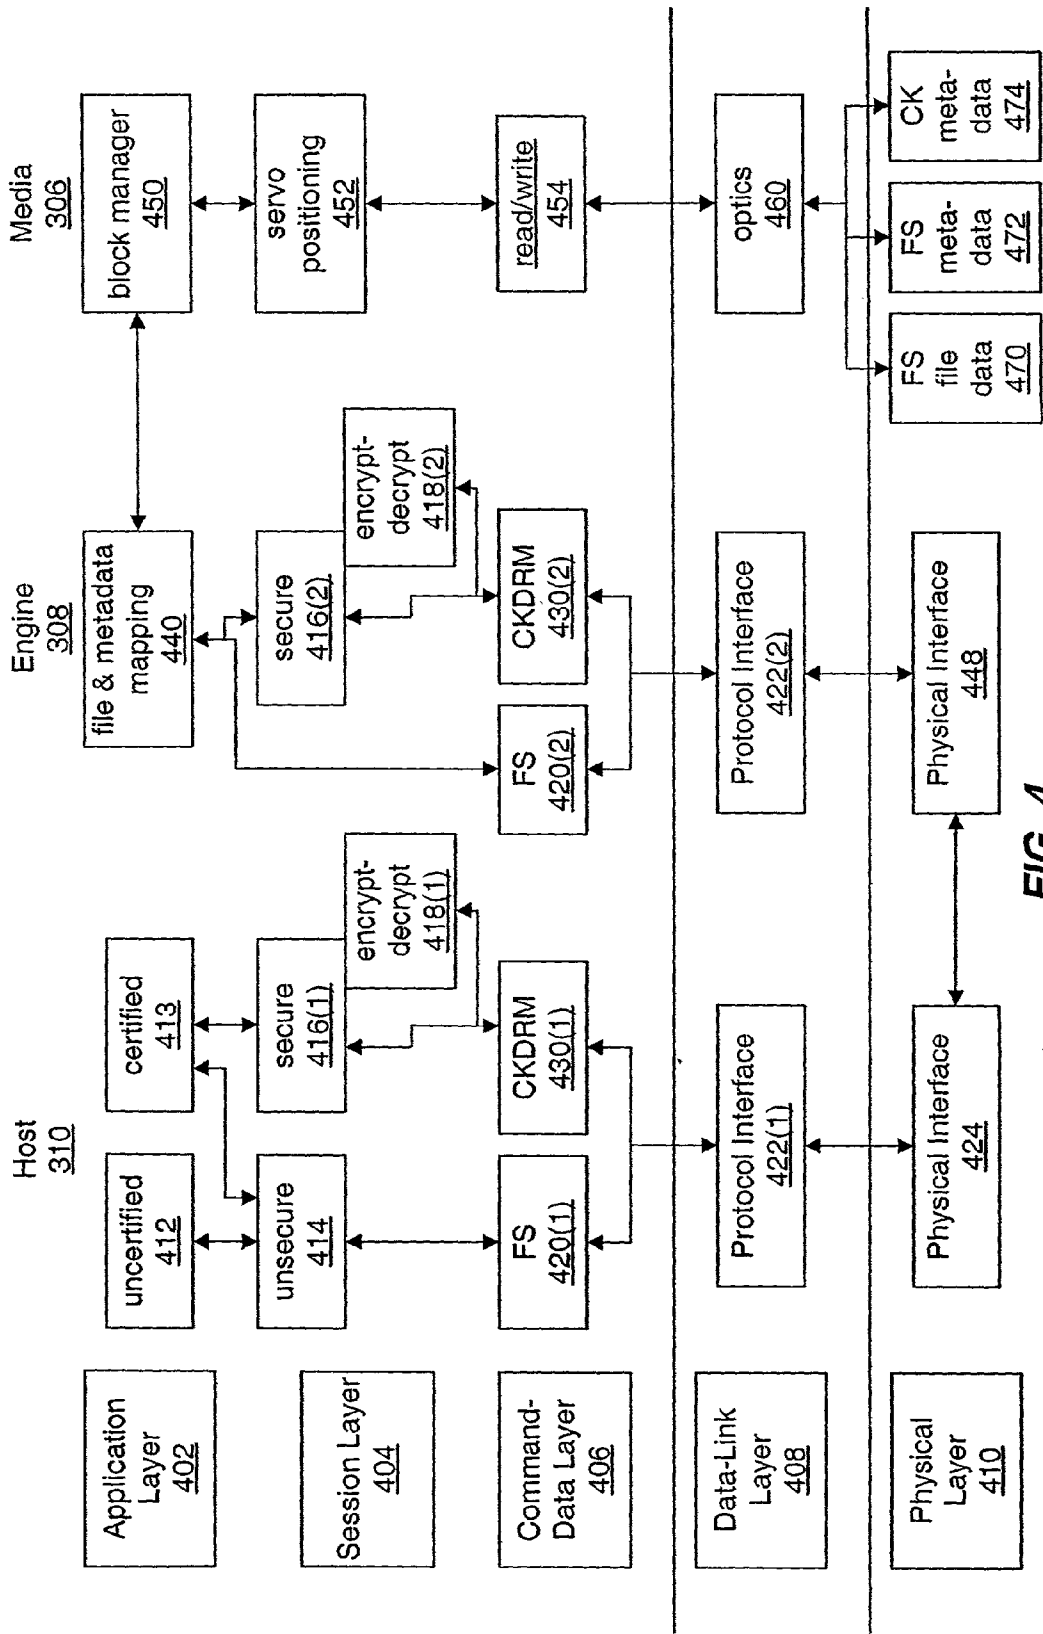 Host
310
Engine
308
Media
306
Application
Layer
402
uncertified
412
certified
413
file & metadata
mapping
440
block manager
450
Session Layer
404
unsecure
414
secure
416(1)
encrypt-
decrypt
418(1)
secure
416(2)
encrypt-
decrypt
418(2)
servo
positioning
452
Command-
Data Layer
406
FS
420(1)
CKDRM
430(1)
FS
420(2)
CKDRM
430(2)
read/write
454
Data-Link
Layer
408
Protocol Interface
422(1)
Protocol Interface
422(2)
optics
460
Physical
Layer
410
Physical Interface
424
Physical Interface
448
FS
file
data
470
FS
meta-
data
472
CK
meta-
data
474
FIG. 4